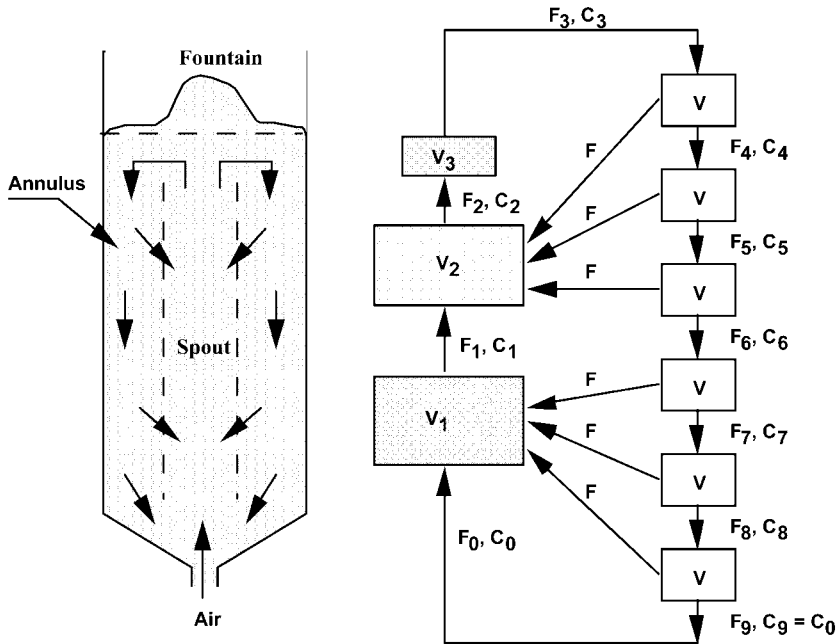 Fountain
Annulus
Spout
Air
F3, C3
V
F
F4, C4
V3
F2, C2
F
V
F5, C5
V2
F
V
F1, C1
F6, C6
V1
F
V
F7, C7
F
V
F
F8, C8
F0, C0
V
F9, C9 = C0